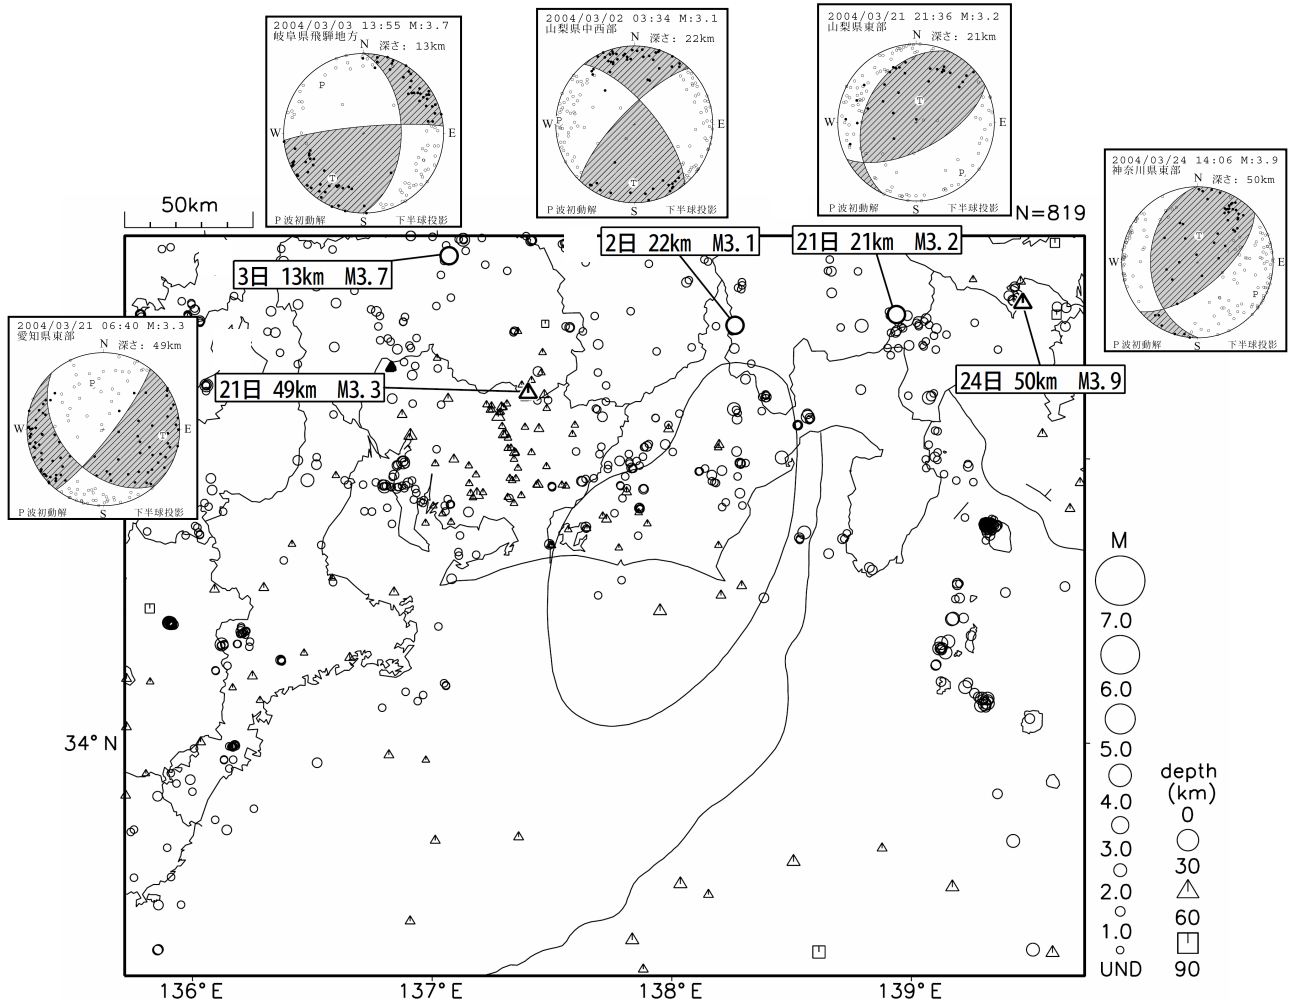 2004/03/03 13:55 M:3.7
岐阜県飛騨地方
N 深さ: 13km
P
W E
T
S
P波初動解 下半球投影
2004/03/02 03:34 M:3.1
山梨県中西部
N 深さ: 22km
W P E
T
S
P波初動解 下半球投影
2004/03/21 21:36 M:3.2
山梨県東部
N 深さ: 21km
T
W E
P
S
P波初動解 下半球投影
2004/03/24 14:06 M:3.9
神奈川県東部
N 深さ: 50km
T
W E
P
S
P波初動解 下半球投影
2004/03/21 06:40 M:3.3
愛知県東部
N 深さ: 49km
P
W T E
S
P波初動解 下半球投影
50km
N=819
3日 13km M3.7
2日 22km M3.1
21日 21km M3.2
21日 49km M3.3
24日 50km M3.9
34°N
136°E 137°E 138°E 139°E
M
7.0
6.0
5.0
4.0
3.0
2.0
1.0
UND
depth
(km)
0
30
60
90